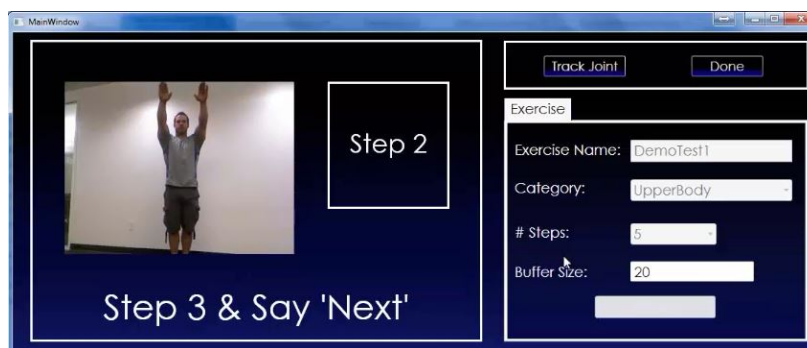 MainWindow
Step 2
Step 3 & Say 'Next'
Track Joint
Done
Exercise
Exercise Name: DemoTest1
Category: UpperBody
# Steps: 5
Buffer Size: 20